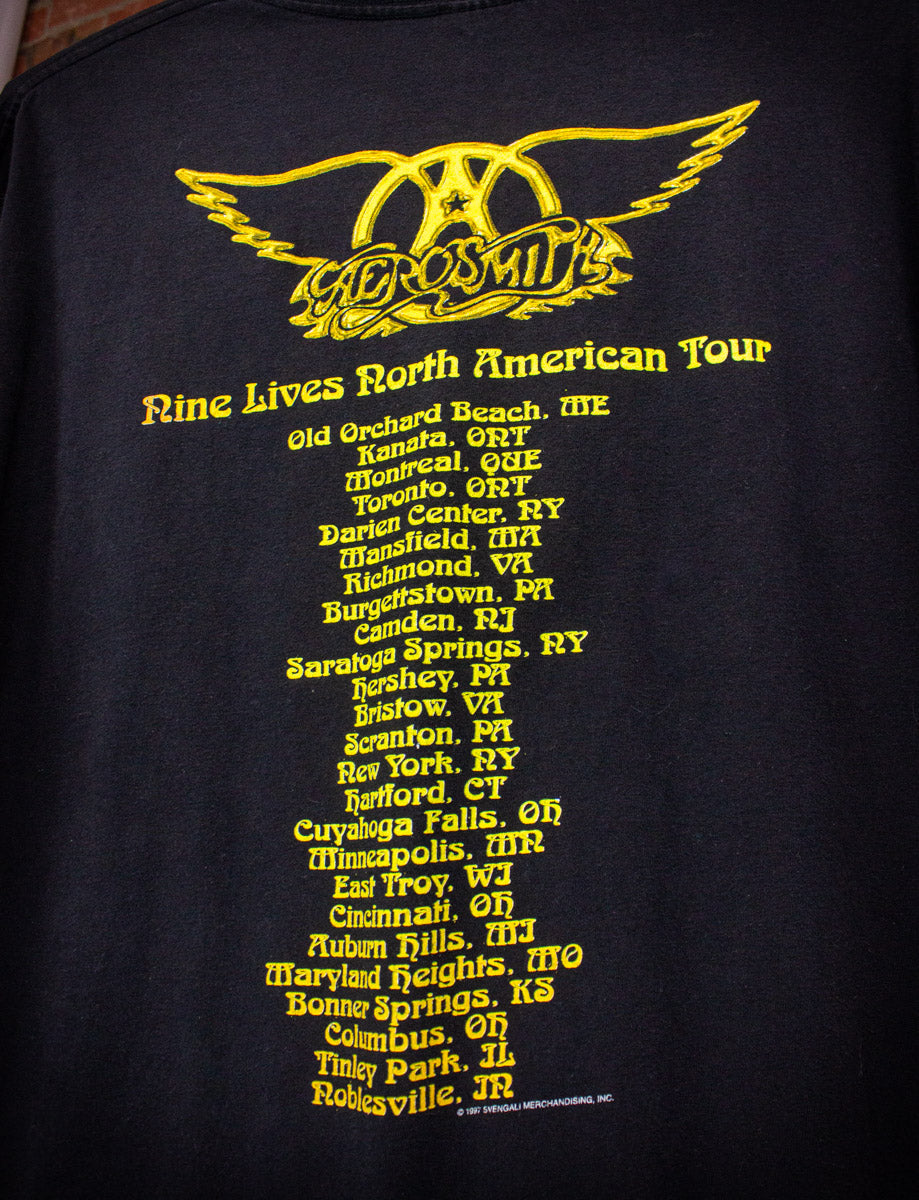 AEROSMITH
Nine Lives North American Tour
Old Orchard Beach, ME
Kanata, ONT
Montreal, QUE
Toronto, ONT
Darien Center, NY
Mansfield, MA
Richmond, VA
Burgettstown, PA
Camden, NJ
Saratoga Springs, NY
Hershey, PA
Bristow, VA
Scranton, PA
New York, NY
Hartford, CT
Cuyahoga Falls, OH
Minneapolis, MN
East Troy, WI
Cincinnati, OH
Auburn Hills, MI
Maryland Heights, MO
Bonner Springs, KS
Columbus, OH
Tinley Park, IL
Noblesville, IN
© 1997 SVENGALI MERCHANDISING, INC.